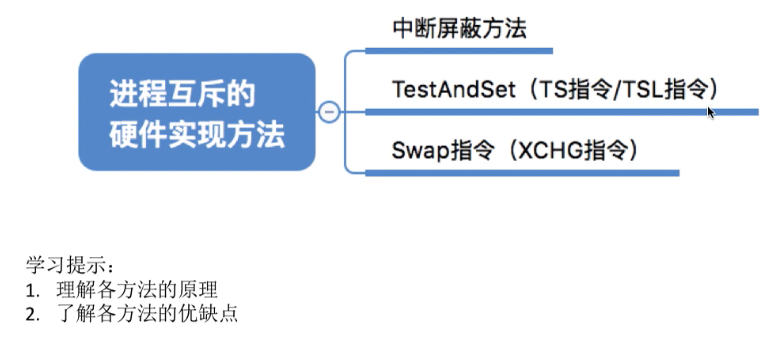 进程互斥的
硬件实现方法
中断屏蔽方法
TestAndSet（TS指令/TSL指令）
Swap指令（XCHG指令）
学习提示：
1. 理解各方法的原理
2. 了解各方法的优缺点